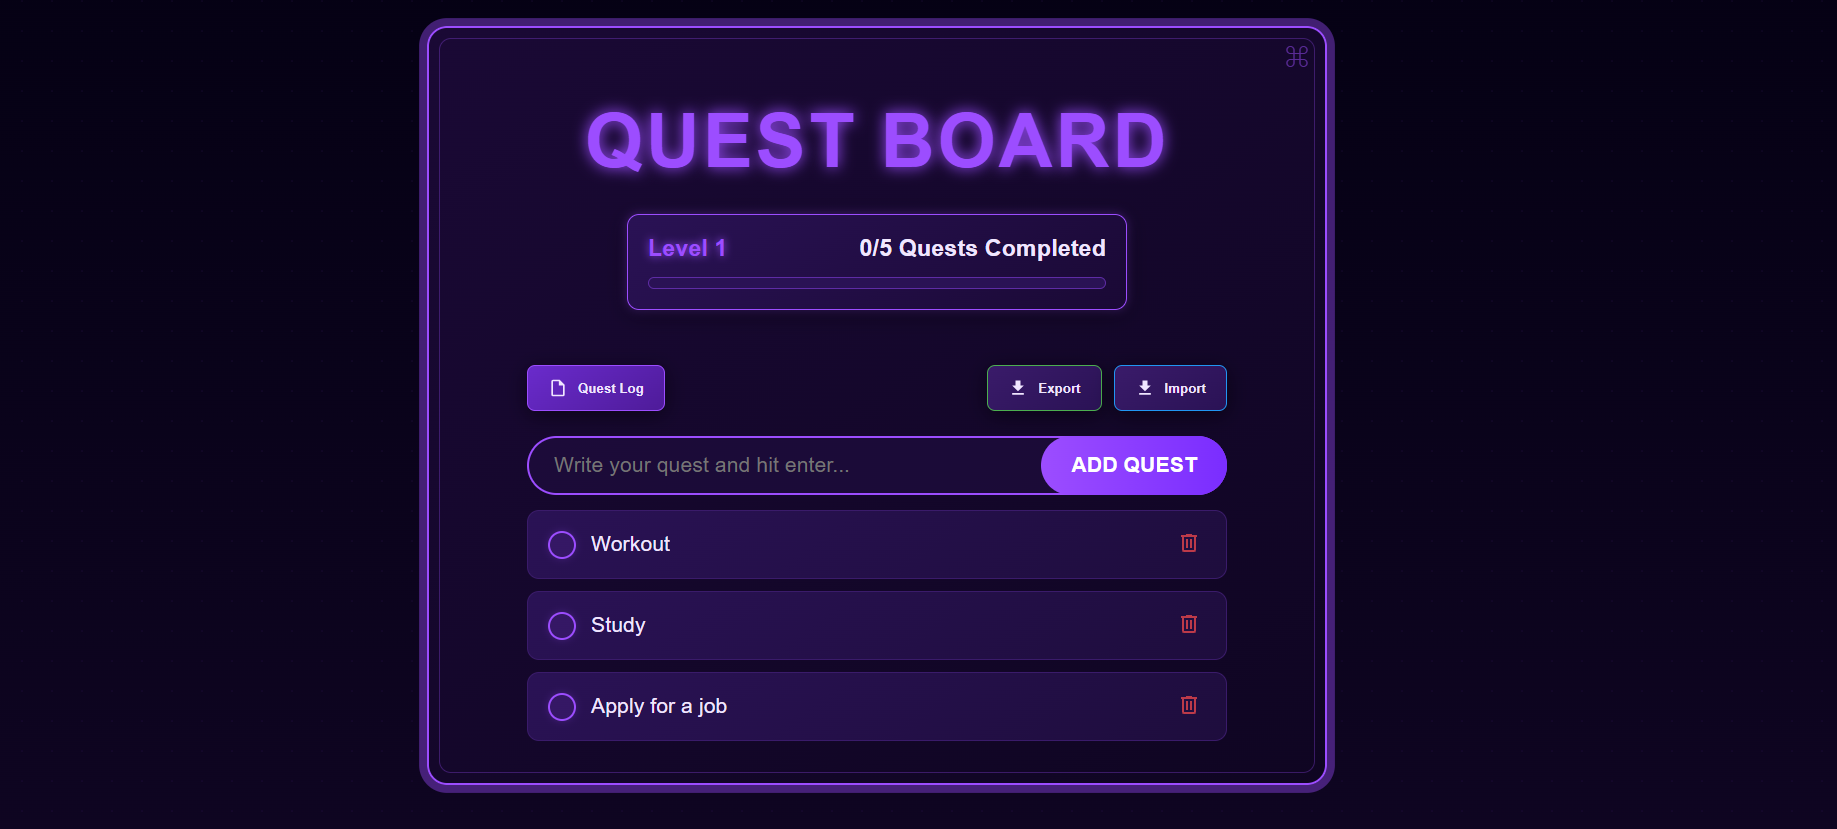 QUEST BOARD
Level 1
0/5 Quests Completed
Quest Log
Export
Import
Write your quest and hit enter...
ADD QUEST
Workout
Study
Apply for a job